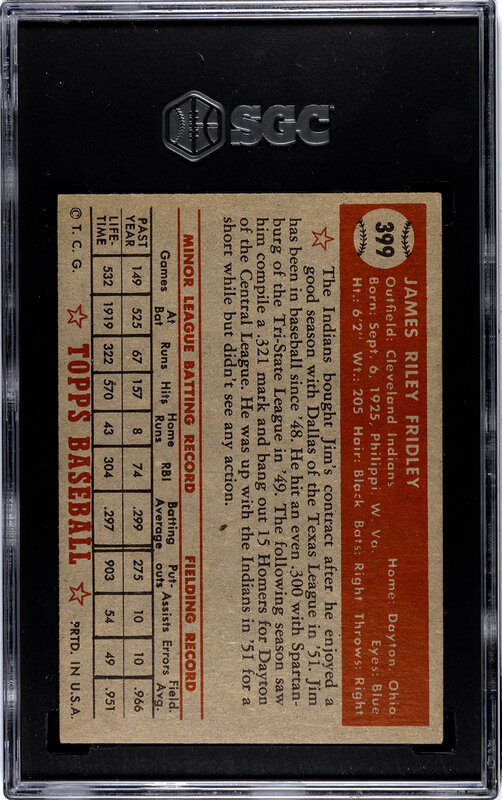 SGC
399
JAMES RILEY FRIDLEY
Outfield: Cleveland Indians Home: Dayton, Ohio
Born: Sept. 6, 1925, Philippi W. Va. Eyes: Blue
Ht.: 6'2" Wt.: 205 Hair: Black Bats: Right Throws: Right
The Indians bought Jim's contract after he enjoyed a
good season with Dallas of the Texas League in '51. Jim
has been in baseball since '48. He hit an even .300 with Spartan-
burg of the Tri-State League in '49. The following season saw
him compile a .321 mark and bang out 15 Homers for Dayton
of the Central League. He was up with the Indians in '51 for a
short while but didn't see any action.
MINOR LEAGUE BATTING RECORD FIELDING RECORD
Games At Bat Runs Hits Home Runs RBI Batting Average Put-outs Assists Errors Field. Avg.
PAST YEAR 149 525 67 157 8 74 .299 275 10 10 .966
LIFE-TIME 532 1919 322 570 43 304 .297 903 54 49 .951
© T. C. G. TOPPS BASEBALL PRTD. IN U.S.A.